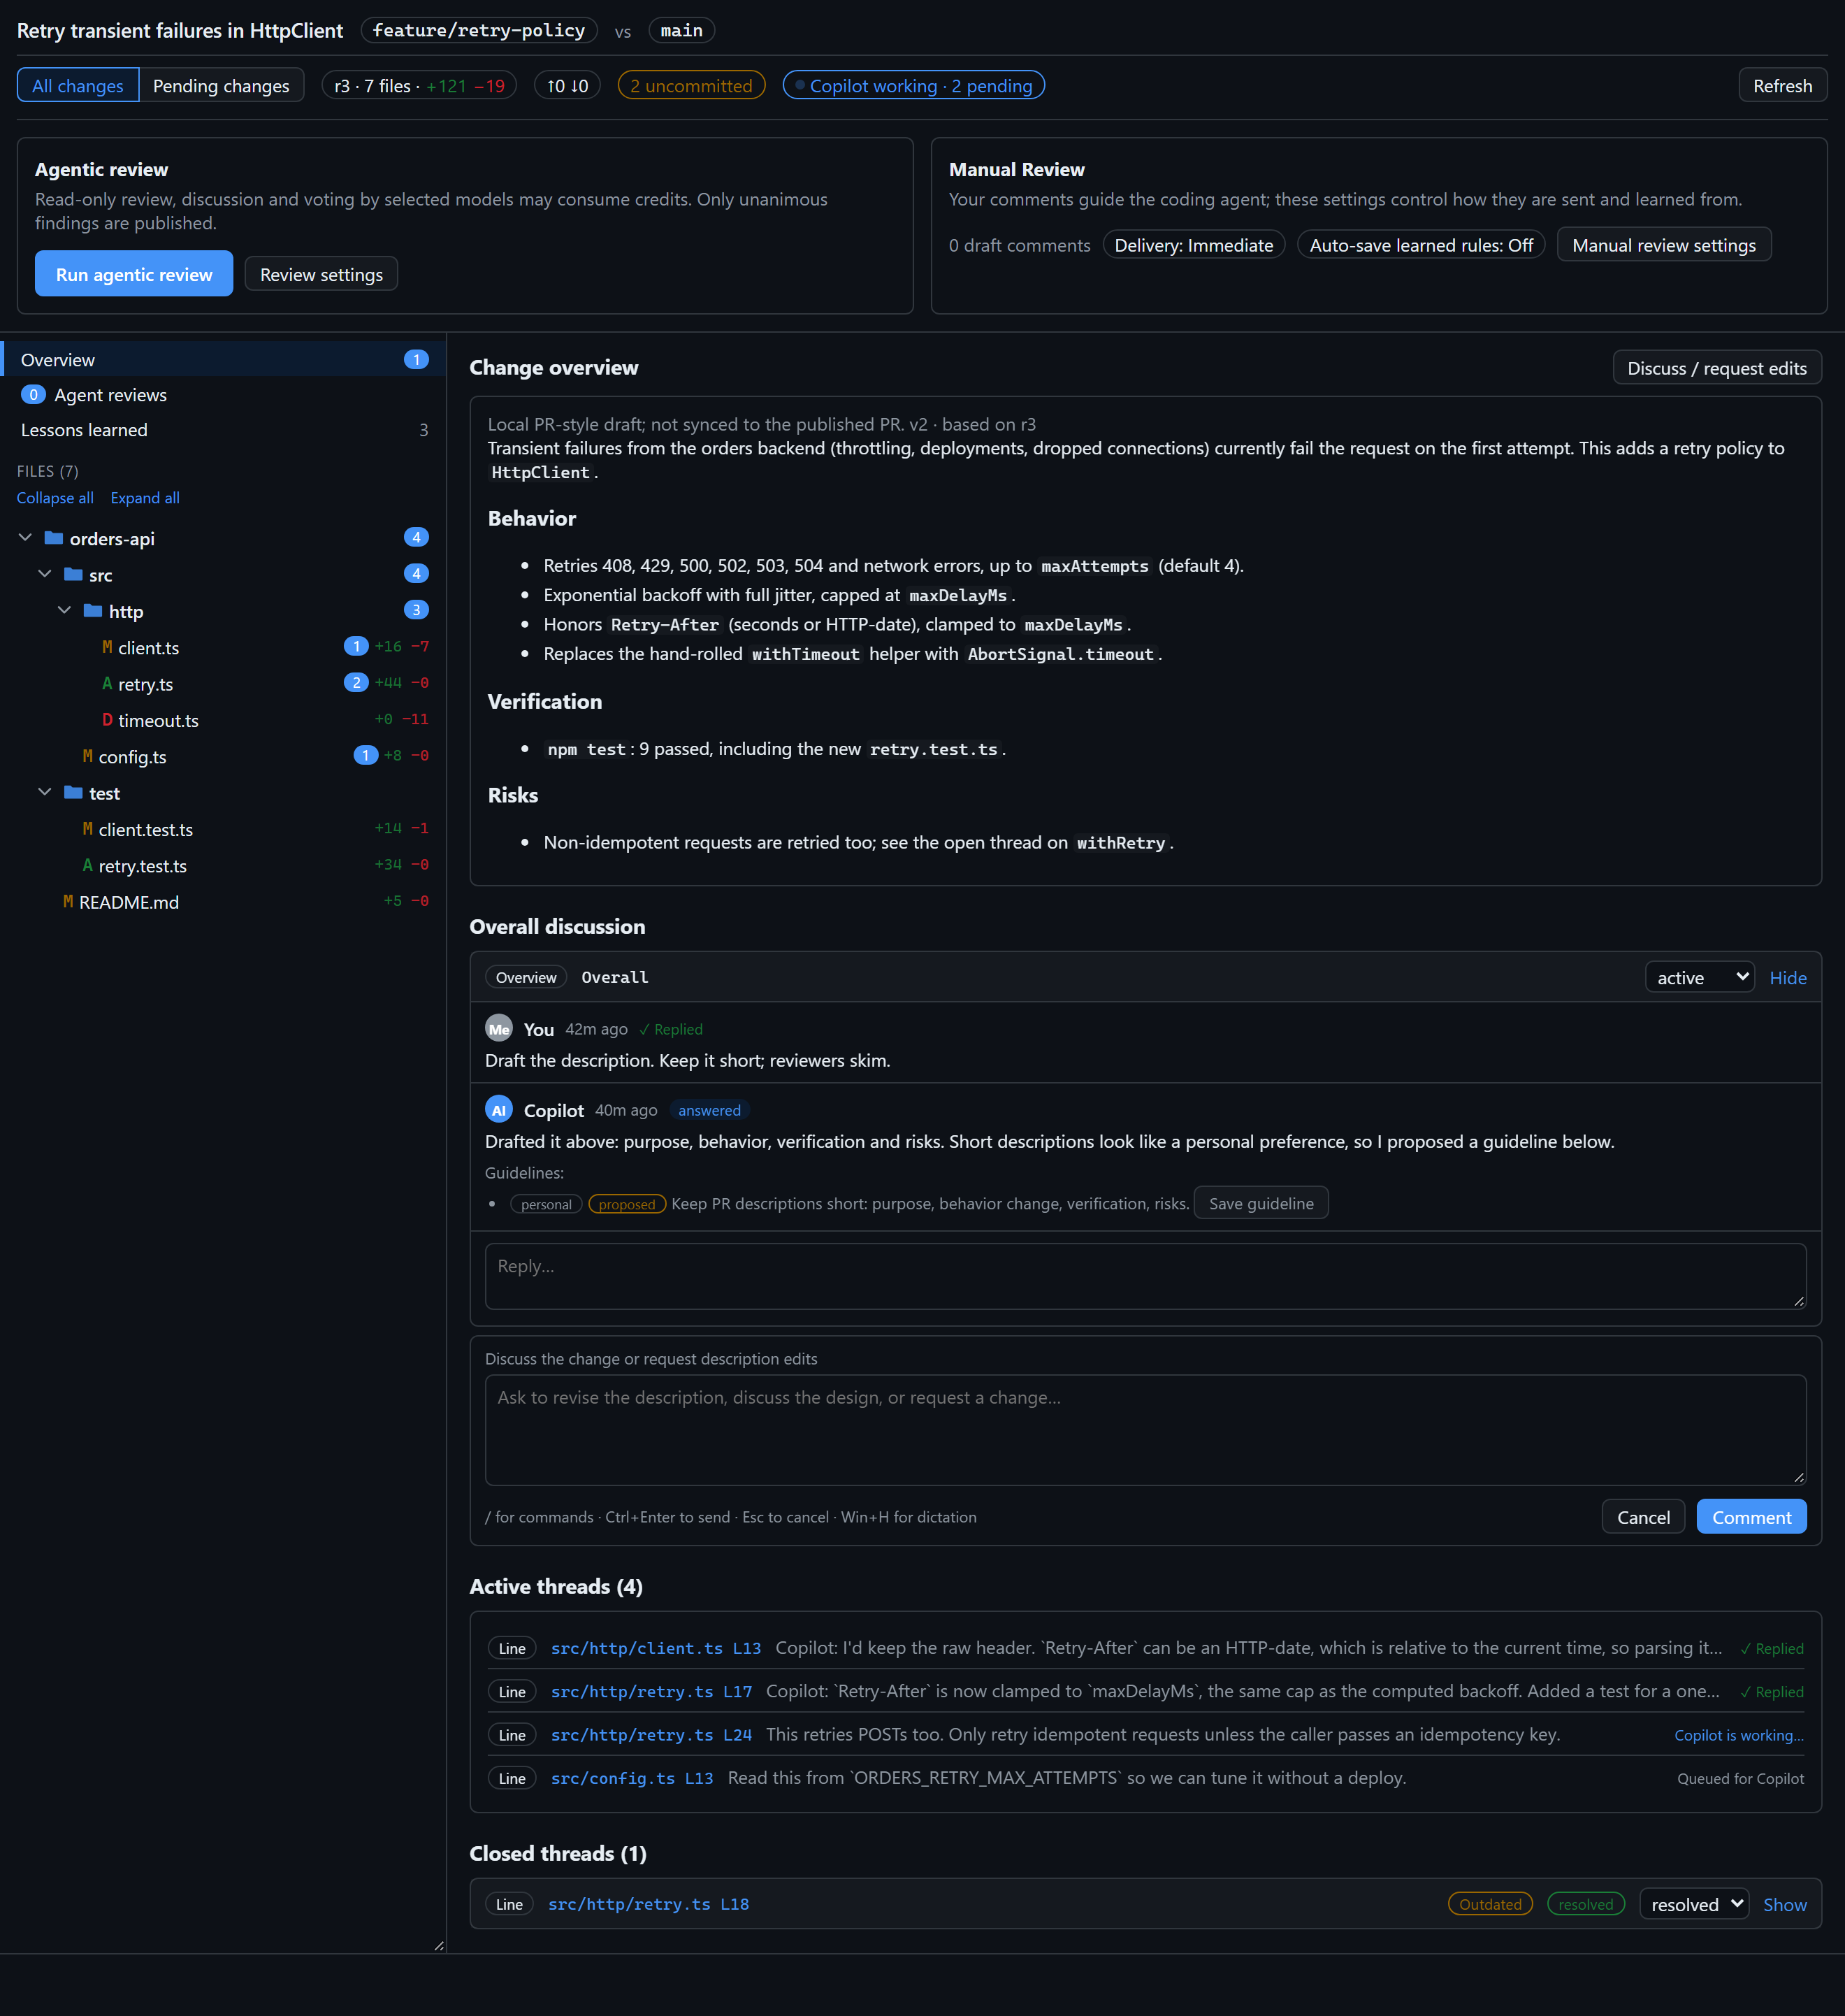 Retry transient failures in HttpClient feature/retry-policy vs main
All changes Pending changes r3 · 7 files · +121 −19 ↑0 ↓0 2 uncommitted Copilot working · 2 pending Refresh
Agentic review
Read-only review, discussion and voting by selected models may consume credits. Only unanimous
findings are published.
Run agentic review Review settings
Manual Review
Your comments guide the coding agent; these settings control how they are sent and learned from.
0 draft comments Delivery: Immediate Auto-save learned rules: Off Manual review settings
Overview 1
0 Agent reviews
Lessons learned 3
FILES (7)
Collapse all Expand all
orders-api 4
src 4
http 3
M client.ts 1 +16 −7
A retry.ts 2 +44 −0
D timeout.ts +0 −11
M config.ts 1 +8 −0
test
M client.test.ts +14 −1
A retry.test.ts +34 −0
M README.md +5 −0
Change overview Discuss / request edits
Local PR-style draft; not synced to the published PR. v2 · based on r3
Transient failures from the orders backend (throttling, deployments, dropped connections) currently fail the request on the first attempt. This adds a retry policy to
HttpClient.
Behavior
• Retries 408, 429, 500, 502, 503, 504 and network errors, up to maxAttempts (default 4).
• Exponential backoff with full jitter, capped at maxDelayMs.
• Honors Retry-After (seconds or HTTP-date), clamped to maxDelayMs.
• Replaces the hand-rolled withTimeout helper with AbortSignal.timeout.
Verification
• npm test: 9 passed, including the new retry.test.ts.
Risks
• Non-idempotent requests are retried too; see the open thread on withRetry.
Overall discussion
Overview Overall active Hide
Me You 42m ago ✓ Replied
Draft the description. Keep it short; reviewers skim.
AI Copilot 40m ago answered
Drafted it above: purpose, behavior, verification and risks. Short descriptions look like a personal preference, so I proposed a guideline below.
Guidelines:
• personal proposed Keep PR descriptions short: purpose, behavior change, verification, risks. Save guideline
Reply...
Discuss the change or request description edits
Ask to revise the description, discuss the design, or request a change...
/ for commands · Ctrl+Enter to send · Esc to cancel · Win+H for dictation Cancel Comment
Active threads (4)
Line src/http/client.ts L13 Copilot: I'd keep the raw header. `Retry-After` can be an HTTP-date, which is relative to the current time, so parsing it... ✓ Replied
Line src/http/retry.ts L17 Copilot: `Retry-After` is now clamped to `maxDelayMs`, the same cap as the computed backoff. Added a test for a one... ✓ Replied
Line src/http/retry.ts L24 This retries POSTs too. Only retry idempotent requests unless the caller passes an idempotency key. Copilot is working...
Line src/config.ts L13 Read this from `ORDERS_RETRY_MAX_ATTEMPTS` so we can tune it without a deploy. Queued for Copilot
Closed threads (1)
Line src/http/retry.ts L18 Outdated resolved resolved Show